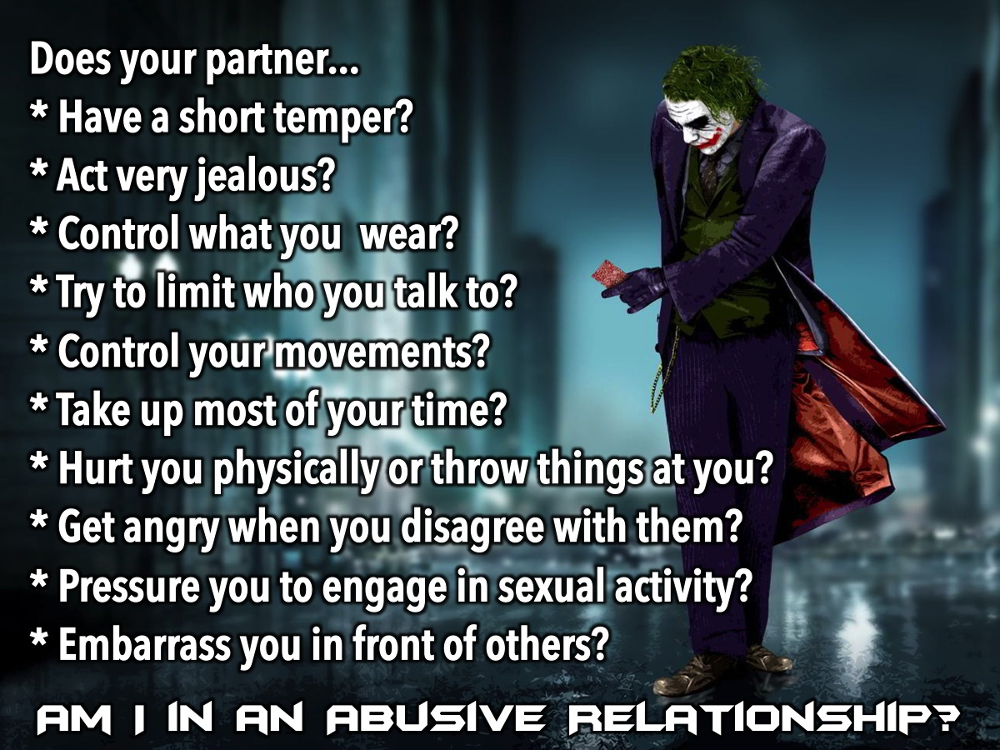 Does your partner...
* Have a short temper?
* Act very jealous?
* Control what you  wear?
* Try to limit who you talk to?
* Control your movements?
* Take up most of your time?
* Hurt you physically or throw things at you?
* Get angry when you disagree with them?
* Pressure you to engage in sexual activity?
* Embarrass you in front of others?
AM I IN AN ABUSIVE RELATIONSHIP?